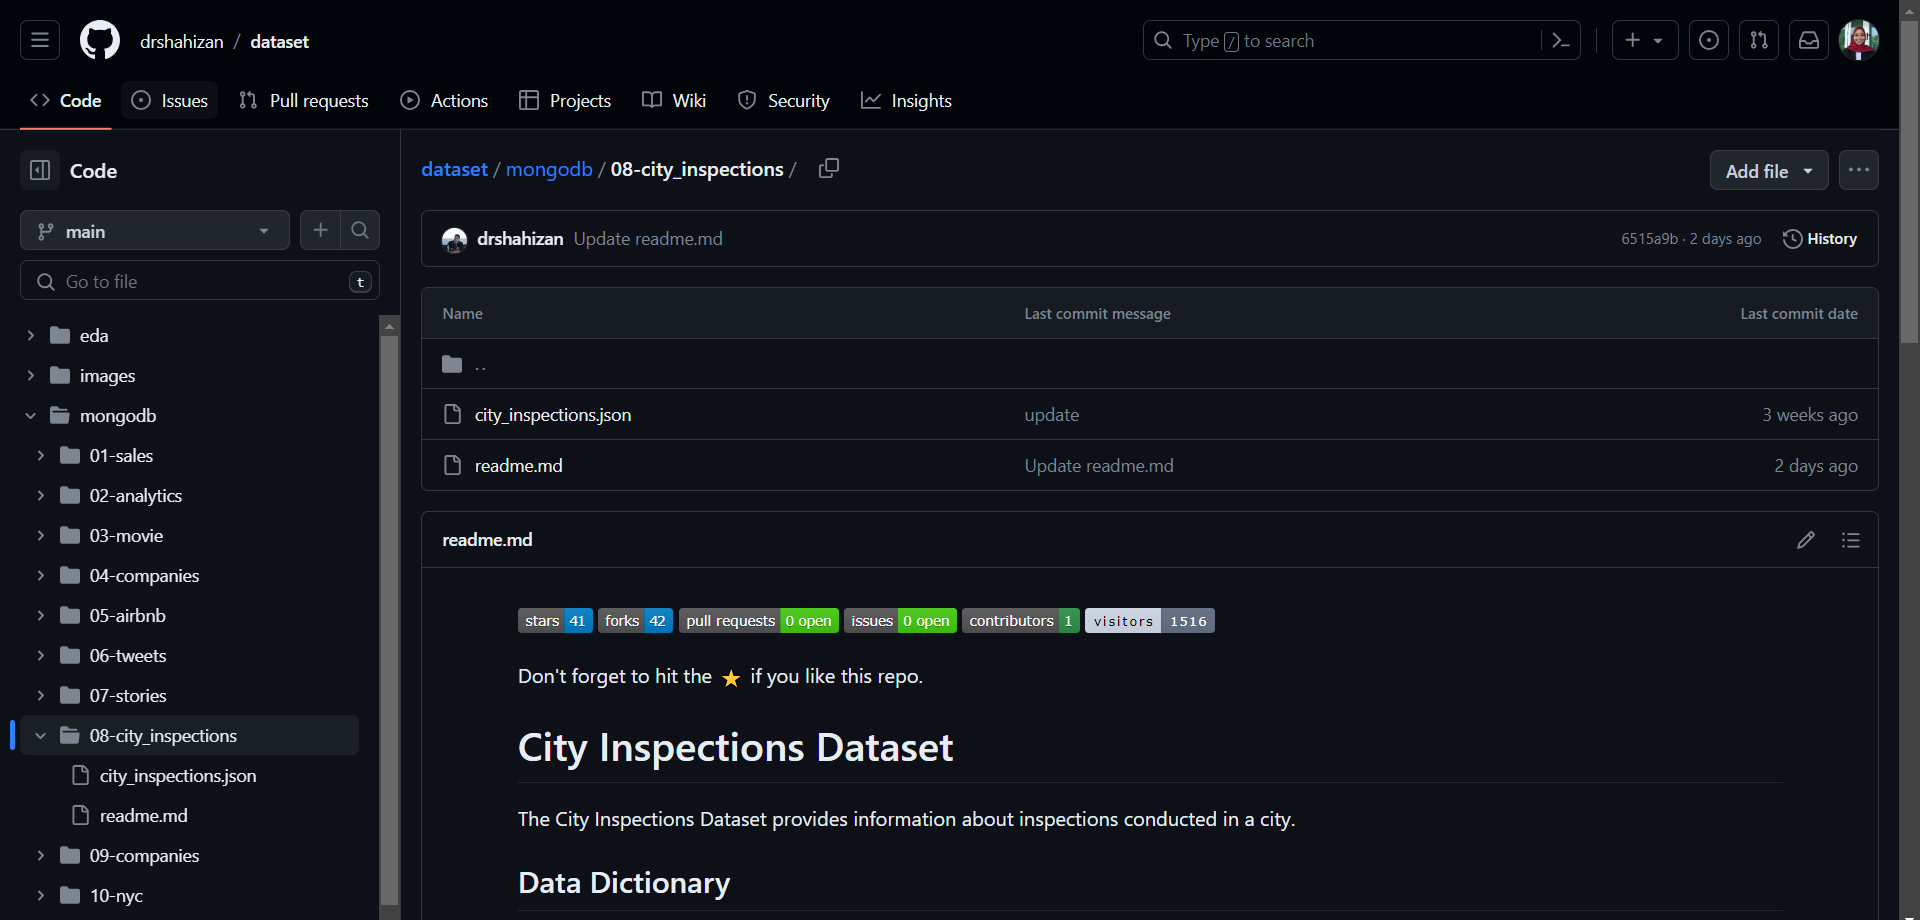 drshahizan / dataset
Type / to search
Code
Issues
Pull requests
Actions
Projects
Wiki
Security
Insights
Code
main
Go to file
t
eda
images
mongodb
01-sales
02-analytics
03-movie
04-companies
05-airbnb
06-tweets
07-stories
08-city_inspections
city_inspections.json
readme.md
09-companies
10-nyc
dataset / mongodb / 08-city_inspections /
Add file
drshahizan Update readme.md
6515a9b · 2 days ago
History
Name Last commit message Last commit date
..
city_inspections.json update 3 weeks ago
readme.md Update readme.md 2 days ago
readme.md
stars 41 forks 42 pull requests 0 open issues 0 open contributors 1 visitors 1516
Don't forget to hit the ⭐ if you like this repo.
City Inspections Dataset
The City Inspections Dataset provides information about inspections conducted in a city.
Data Dictionary